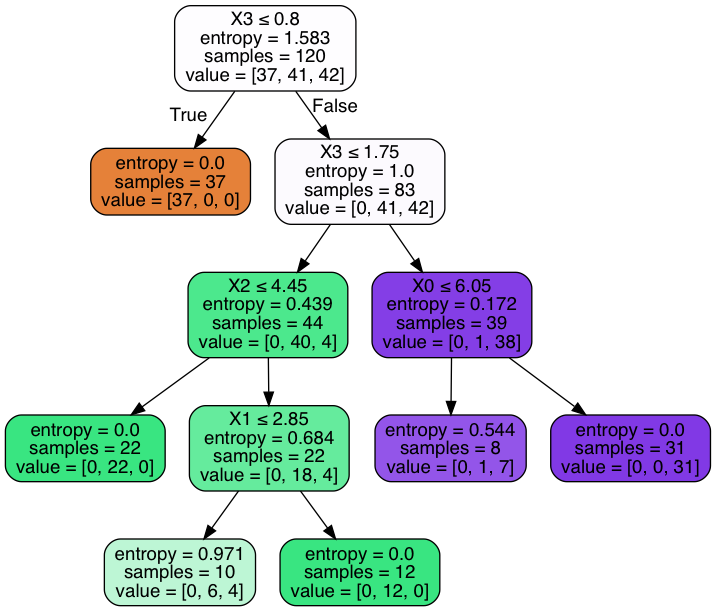 X3 ≤ 0.8
entropy = 1.583
samples = 120
value = [37, 41, 42]
True
False
entropy = 0.0
samples = 37
value = [37, 0, 0]
X3 ≤ 1.75
entropy = 1.0
samples = 83
value = [0, 41, 42]
X2 ≤ 4.45
entropy = 0.439
samples = 44
value = [0, 40, 4]
X0 ≤ 6.05
entropy = 0.172
samples = 39
value = [0, 1, 38]
entropy = 0.0
samples = 22
value = [0, 22, 0]
X1 ≤ 2.85
entropy = 0.684
samples = 22
value = [0, 18, 4]
entropy = 0.544
samples = 8
value = [0, 1, 7]
entropy = 0.0
samples = 31
value = [0, 0, 31]
entropy = 0.971
samples = 10
value = [0, 6, 4]
entropy = 0.0
samples = 12
value = [0, 12, 0]